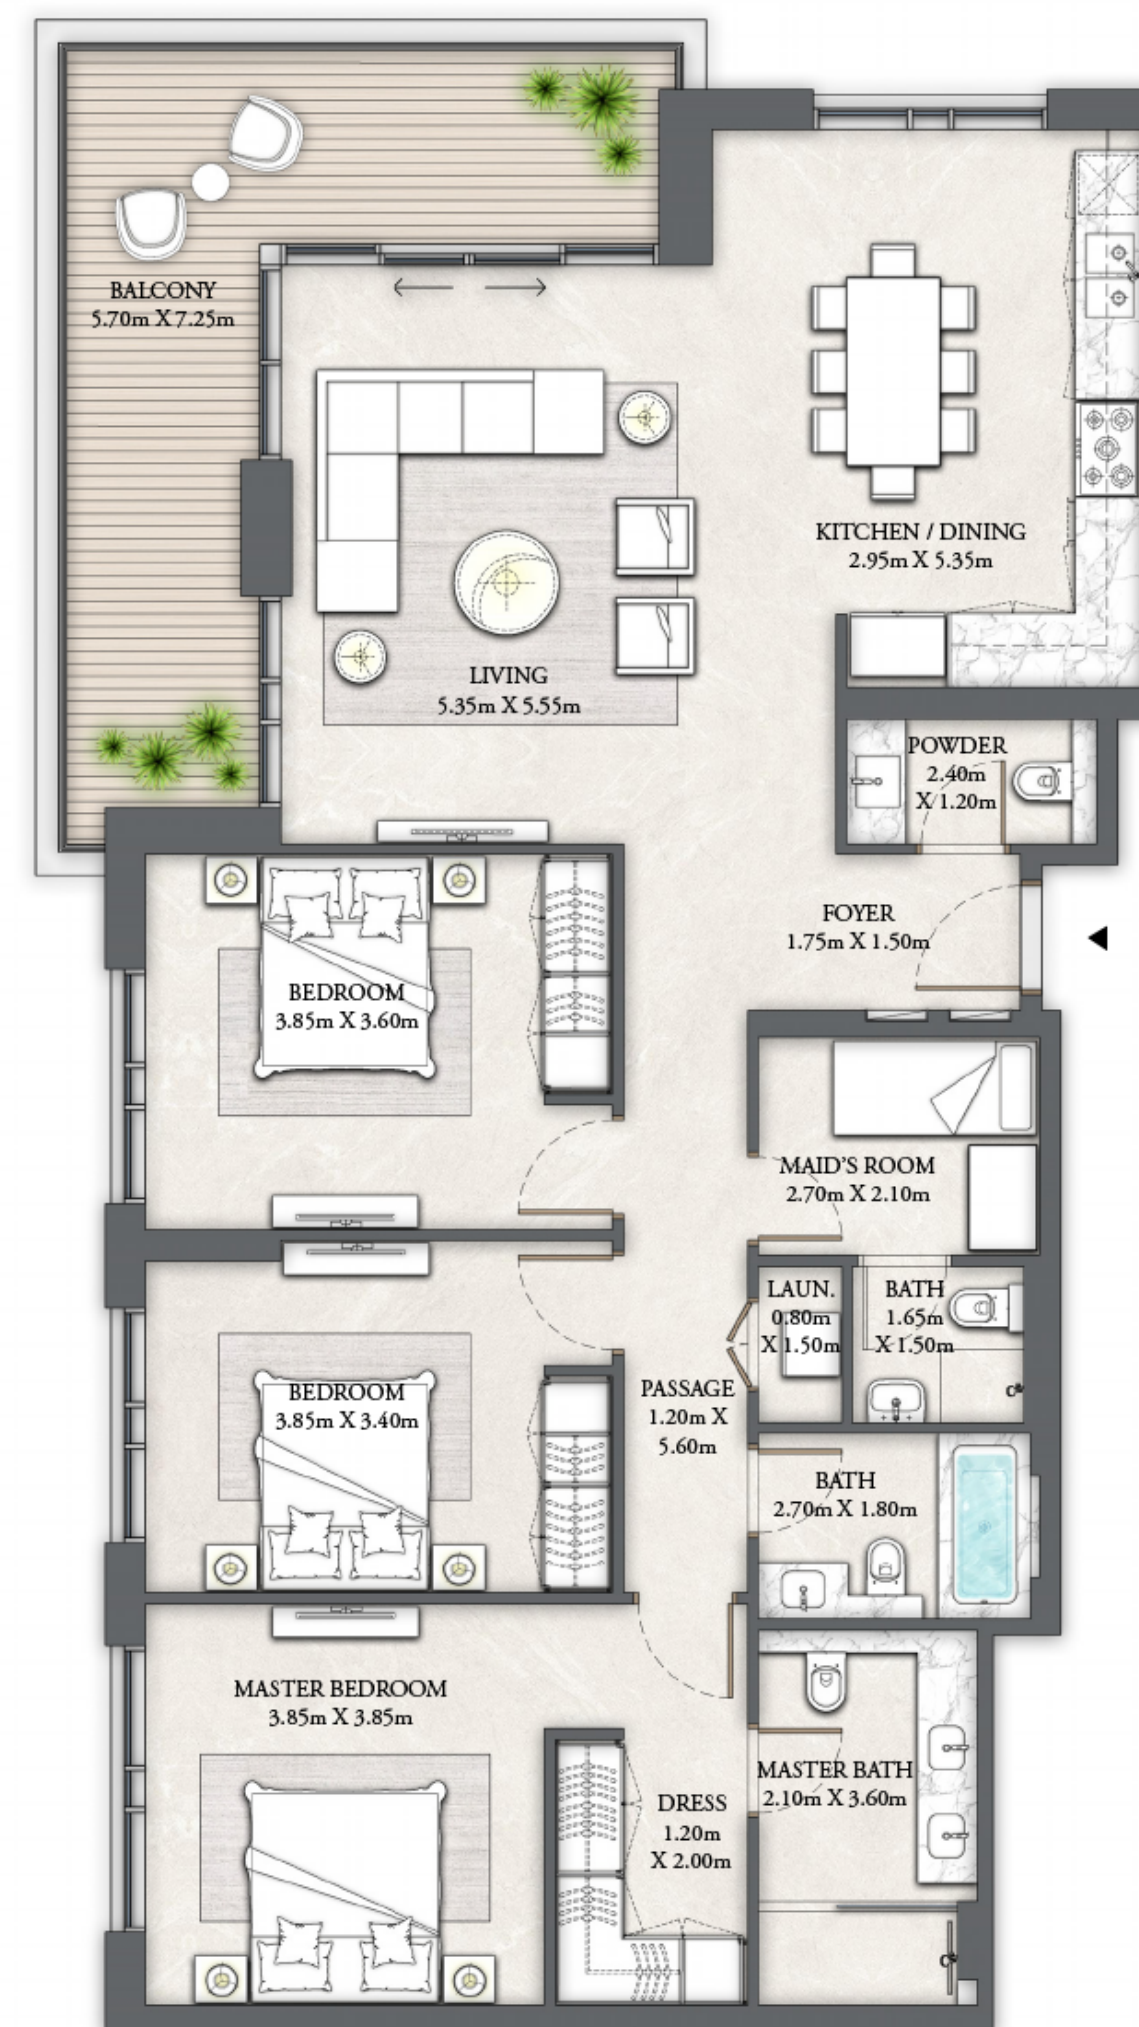 BALCONY
5.70m X 7.25m
KITCHEN / DINING
2.95m X 5.35m
LIVING
5.35m X 5.55m
POWDER
2.40m
X 1.20m
FOYER
1.75m X 1.50m
BEDROOM
3.85m X 3.60m
MAID'S ROOM
2.70m X 2.10m
LAUN.
0.80m
X 1.50m
BATH
1.65m
X 1.50m
BEDROOM
3.85m X 3.40m
PASSAGE
1.20m X
5.60m
BATH
2.70m X 1.80m
MASTER BEDROOM
3.85m X 3.85m
MASTER BATH
2.10m X 3.60m
DRESS
1.20m
X 2.00m